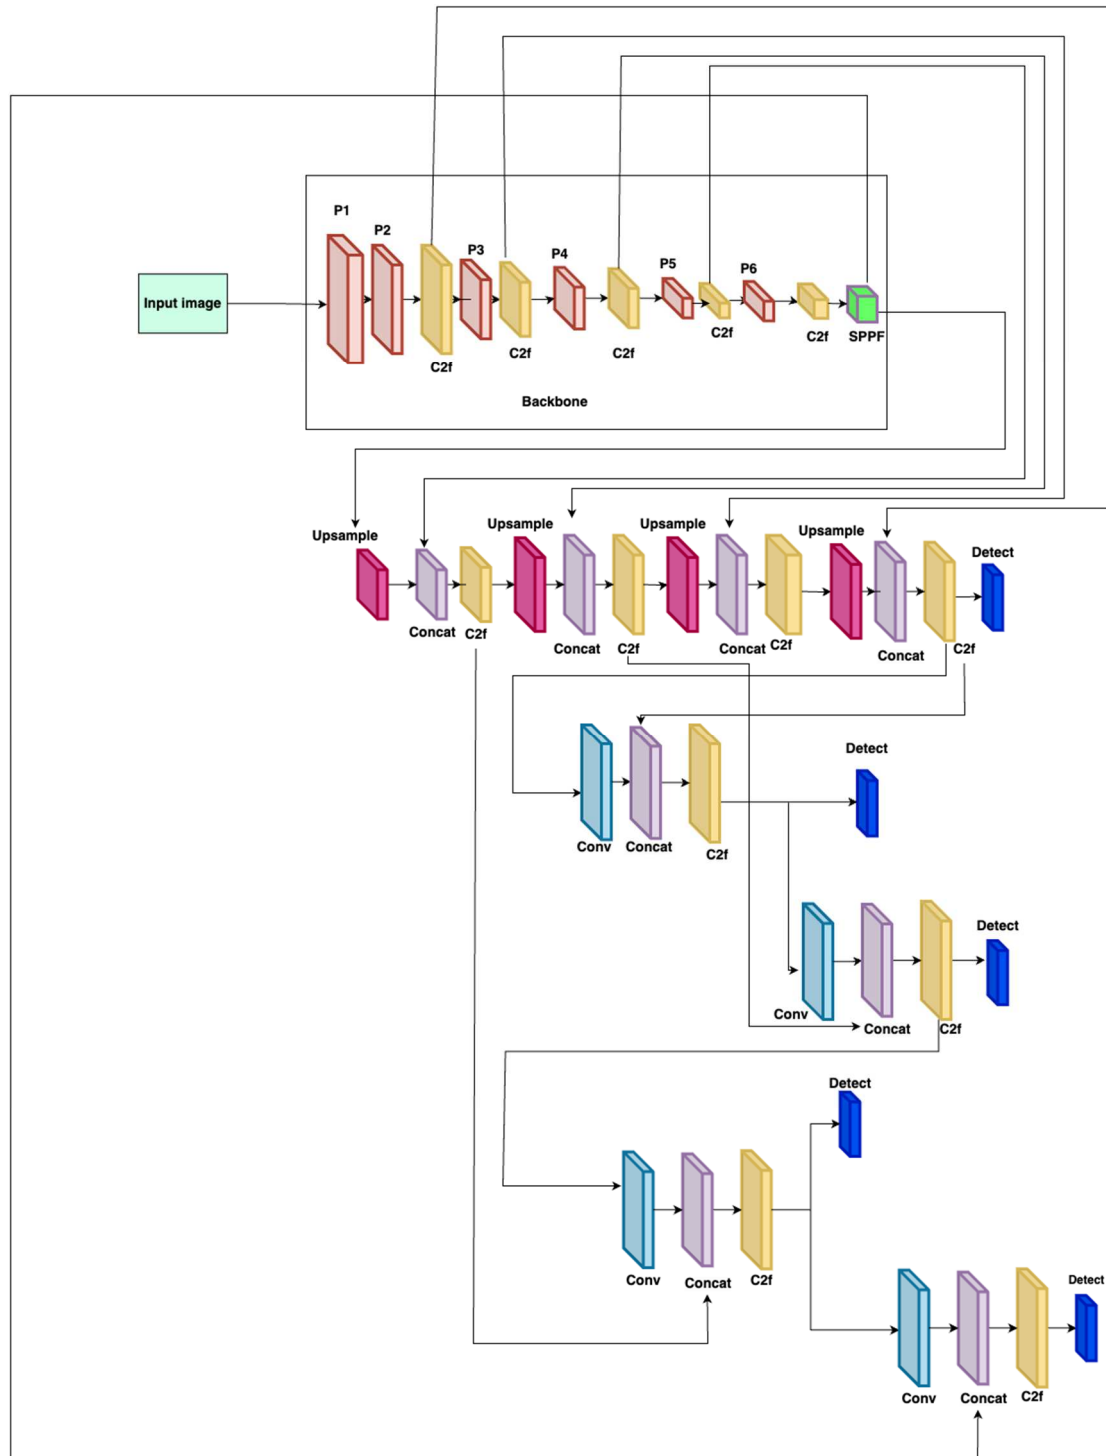 P1
P2
P3
P4
P5
P6
Input image
C2f
C2f
C2f
C2f
C2f
SPPF
Backbone
Upsample
Upsample
Upsample
Upsample
Detect
Concat
C2f
Concat
C2f
Concat
C2f
Concat
C2f
Detect
Conv
Concat
C2f
Detect
Conv
Concat
C2f
Detect
Conv
Concat
C2f
Detect
Conv
Concat
C2f